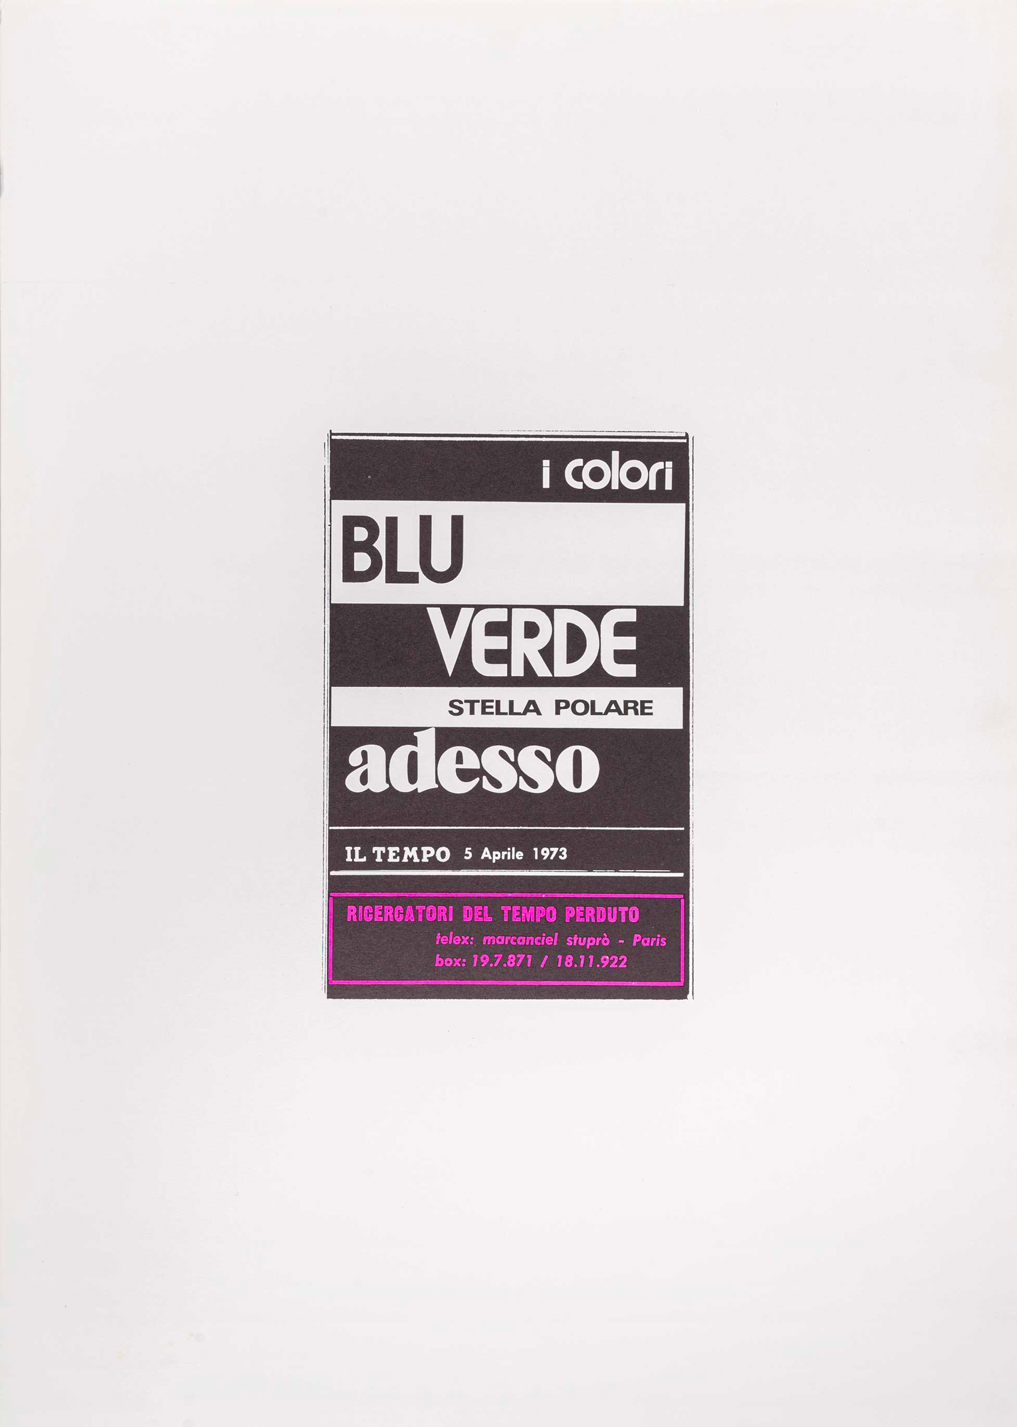 i colori
BLU
VERDE
STELLA POLARE
adesso
IL TEMPO 5 Aprile 1973
RICERCATORI DEL TEMPO PERDUTO
telex: marcanciel stuprò - Paris
box: 19.7.871 / 18.11.922